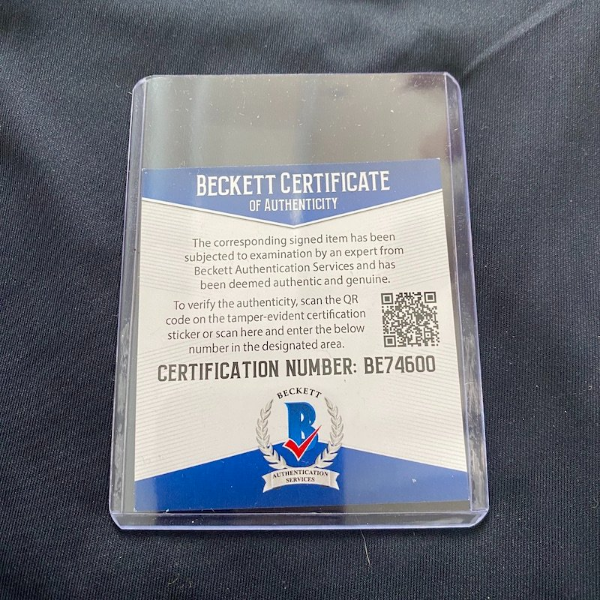 BECKETT CERTIFICATE
OF AUTHENTICITY
The corresponding signed item has been
subjected to examination by an expert from
Beckett Authentication Services and has
been deemed authentic and genuine.
To verify the authenticity, scan the QR
code on the tamper-evident certification
sticker or scan here and enter the below
number in the designated area.
CERTIFICATION NUMBER: BE74600
BECKETT
B
AUTHENTICATION
SERVICES